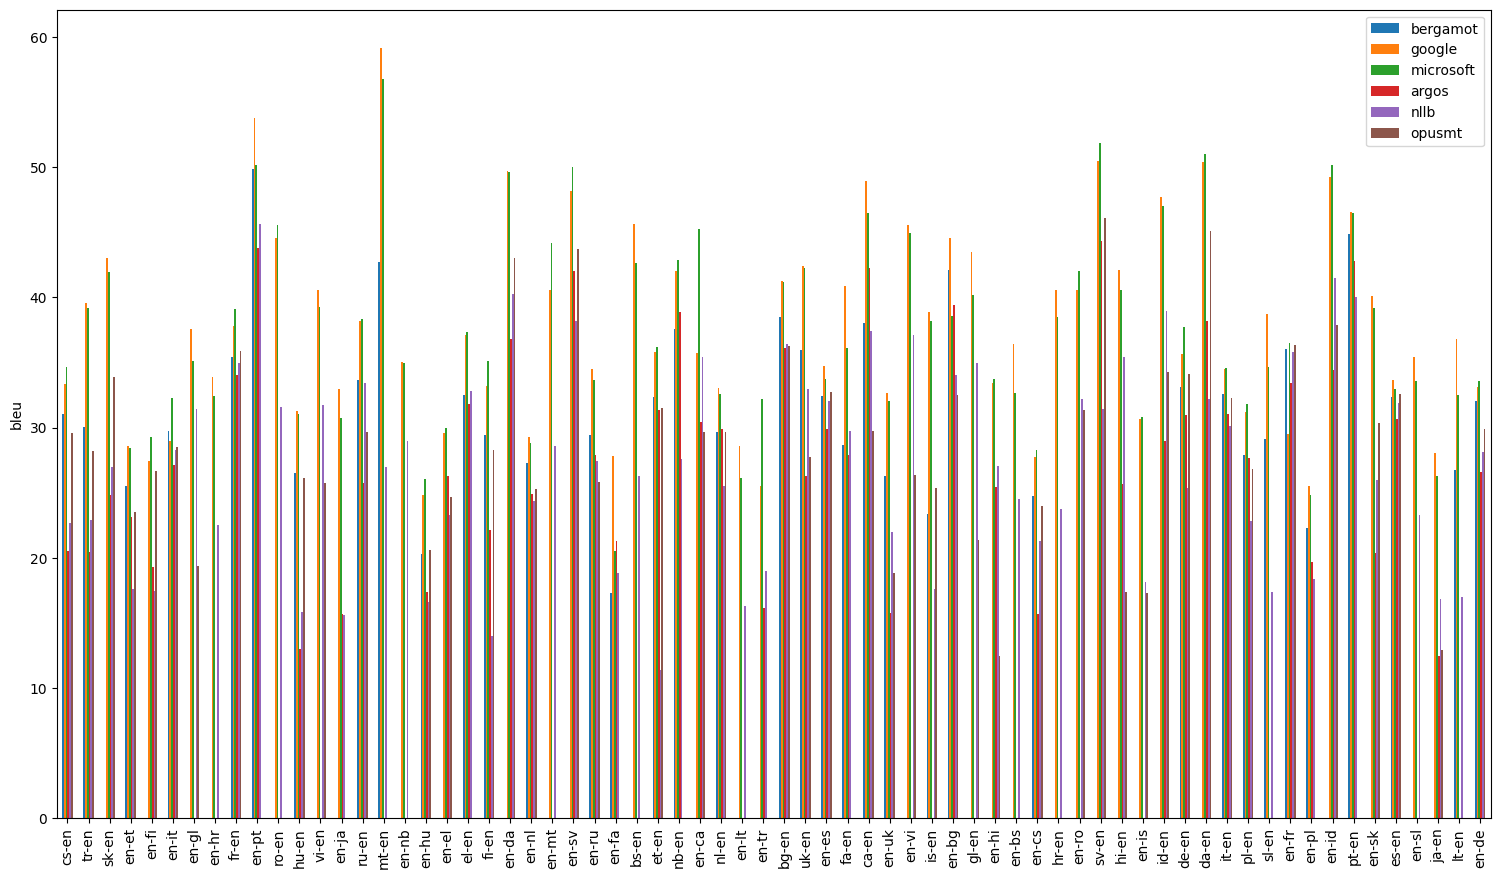 60
50
40
30
20
10
0
bleu
bergamot
google
microsoft
argos
nllb
opusmt
cs-en
tr-en
sk-en
en-et
en-fi
en-it
en-gl
en-hr
fr-en
en-pt
ro-en
hu-en
vi-en
en-ja
ru-en
mt-en
en-nb
en-hu
en-el
el-en
fi-en
en-da
en-nl
en-mt
en-sv
en-ru
en-fa
bs-en
et-en
nb-en
en-ca
nl-en
en-lt
en-tr
bg-en
uk-en
en-es
fa-en
ca-en
en-uk
en-vi
is-en
en-bg
gl-en
en-hi
en-bs
en-cs
hr-en
en-ro
sv-en
hi-en
en-is
id-en
de-en
da-en
it-en
pl-en
sl-en
en-fr
en-pl
en-id
pt-en
en-sk
es-en
en-sl
ja-en
lt-en
en-de